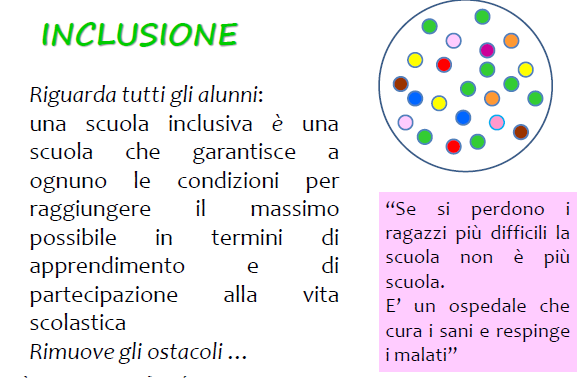 INCLUSIONE
Riguarda tutti gli alunni:
una scuola inclusiva è una
scuola che garantisce a
ognuno le condizioni per
raggiungere il massimo
possibile in termini di
apprendimento e di
partecipazione alla vita
scolastica
Rimuove gli ostacoli …
“Se si perdono i
ragazzi più difficili la
scuola non è più
scuola.
E’ un ospedale che
cura i sani e respinge
i malati”